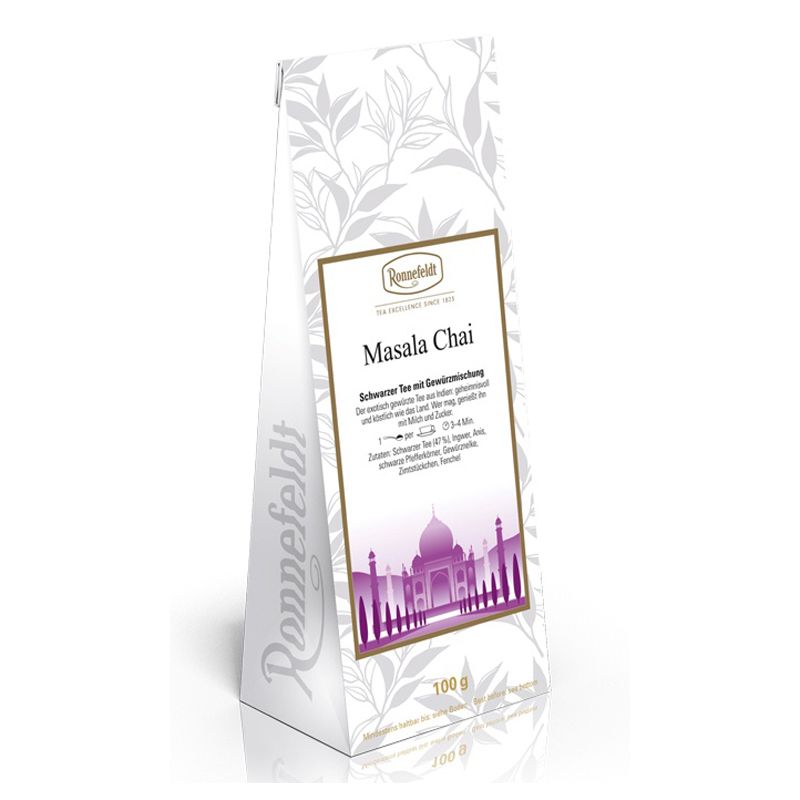 Ronnefeldt
TEA EXCELLENCE SINCE 1823
Masala Chai
Schwarzer Tee mit Gewürzmischung
Der exotisch gewürzte Tee aus Indien: geheimnisvoll
und köstlich wie das Land. Wer mag, genießt ihn
mit Milch und Zucker.
1 per 3–4 Min.
Zutaten: Schwarzer Tee (47 %), Ingwer, Anis,
schwarze Pfefferkörner, Gewürznelke,
Zimtstückchen, Fenchel
100 g
Mindestens haltbar bis: siehe Boden / Best before: see bottom
Ronnefeldt